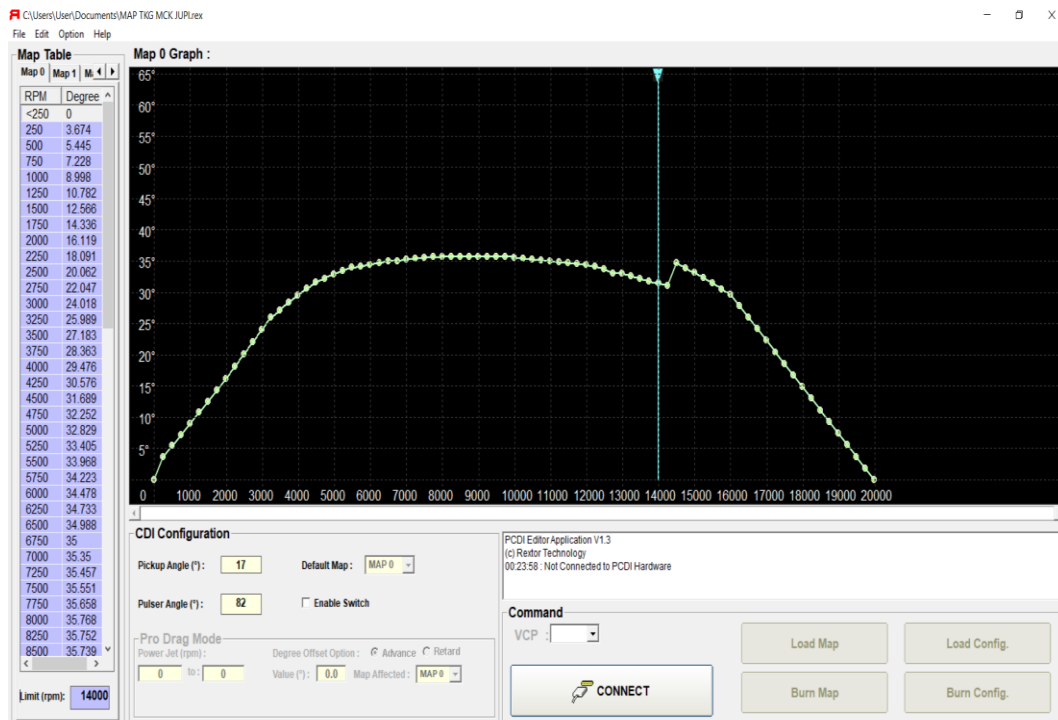 C:\Users\User\Documents\MAP TKG MCK JUPI.rex
File Edit Option Help
Map Table
Map 0 Map 1 M
RPM Degree
<250 0
250 3.674
500 5.445
750 7.228
1000 8.998
1250 10.782
1500 12.566
1750 14.336
2000 16.119
2250 18.091
2500 20.062
2750 22.047
3000 24.018
3250 25.989
3500 27.183
3750 28.363
4000 29.476
4250 30.576
4500 31.689
4750 32.252
5000 32.829
5250 33.405
5500 33.968
5750 34.223
6000 34.478
6250 34.733
6500 34.988
6750 35
7000 35.35
7250 35.457
7500 35.551
7750 35.658
8000 35.768
8250 35.752
8500 35.739
Limit (rpm): 14000
Map 0 Graph :
65°
60°
55°
50°
45°
40°
35°
30°
25°
20°
15°
10°
5°
0 1000 2000 3000 4000 5000 6000 7000 8000 9000 10000 11000 12000 13000 14000 15000 16000 17000 18000 19000 20000
CDI Configuration
Pickup Angle (°) : 17 Default Map : MAP 0
Pulser Angle (°) : 82 Enable Switch
Pro Drag Mode
Power Jet (rpm) : Degree Offset Option : Advance Retard
0 to : 0 Value (°) : 0.0 Map Affected : MAP 0
PCDI Editor Application V1.3
(c) Rextor Technology
00:23:58 : Not Connected to PCDI Hardware
Command
VCP :
CONNECT
Load Map Load Config.
Burn Map Burn Config.